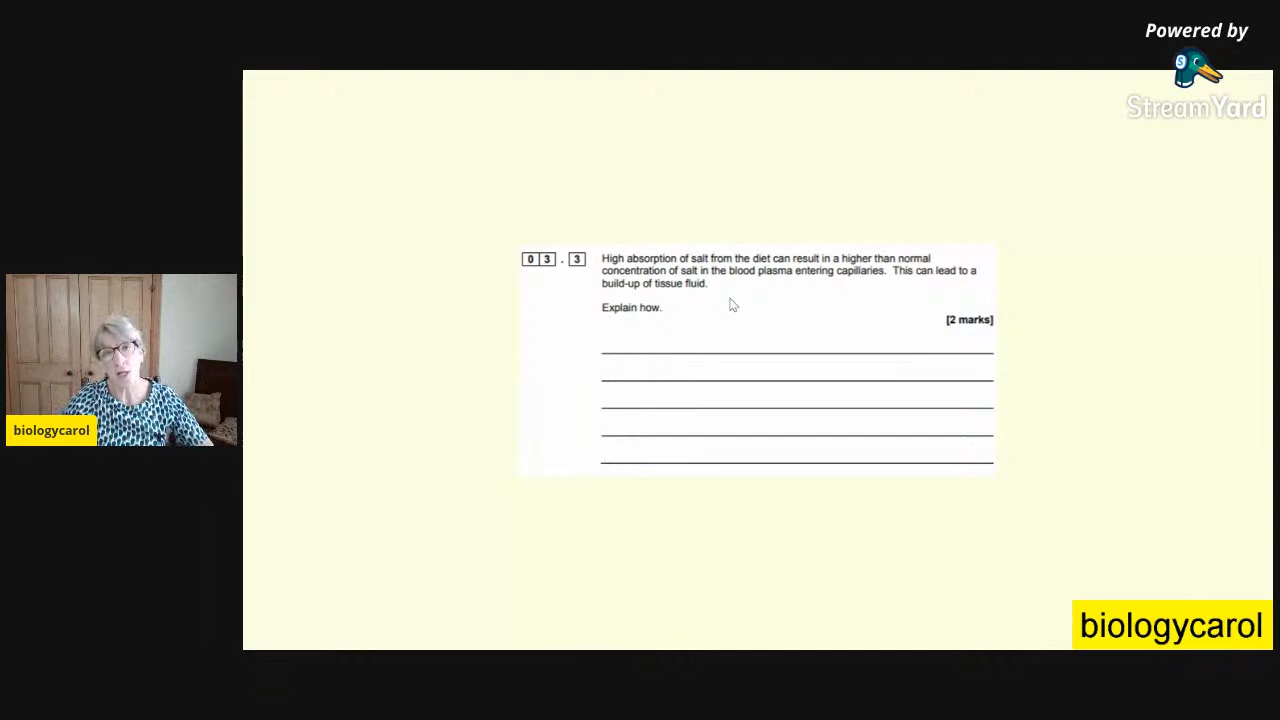 Powered by
StreamYard
0 3 . 3 High absorption of salt from the diet can result in a higher than normal
concentration of salt in the blood plasma entering capillaries. This can lead to a
build-up of tissue fluid.
Explain how.
[2 marks]
biologycarol
biologycarol